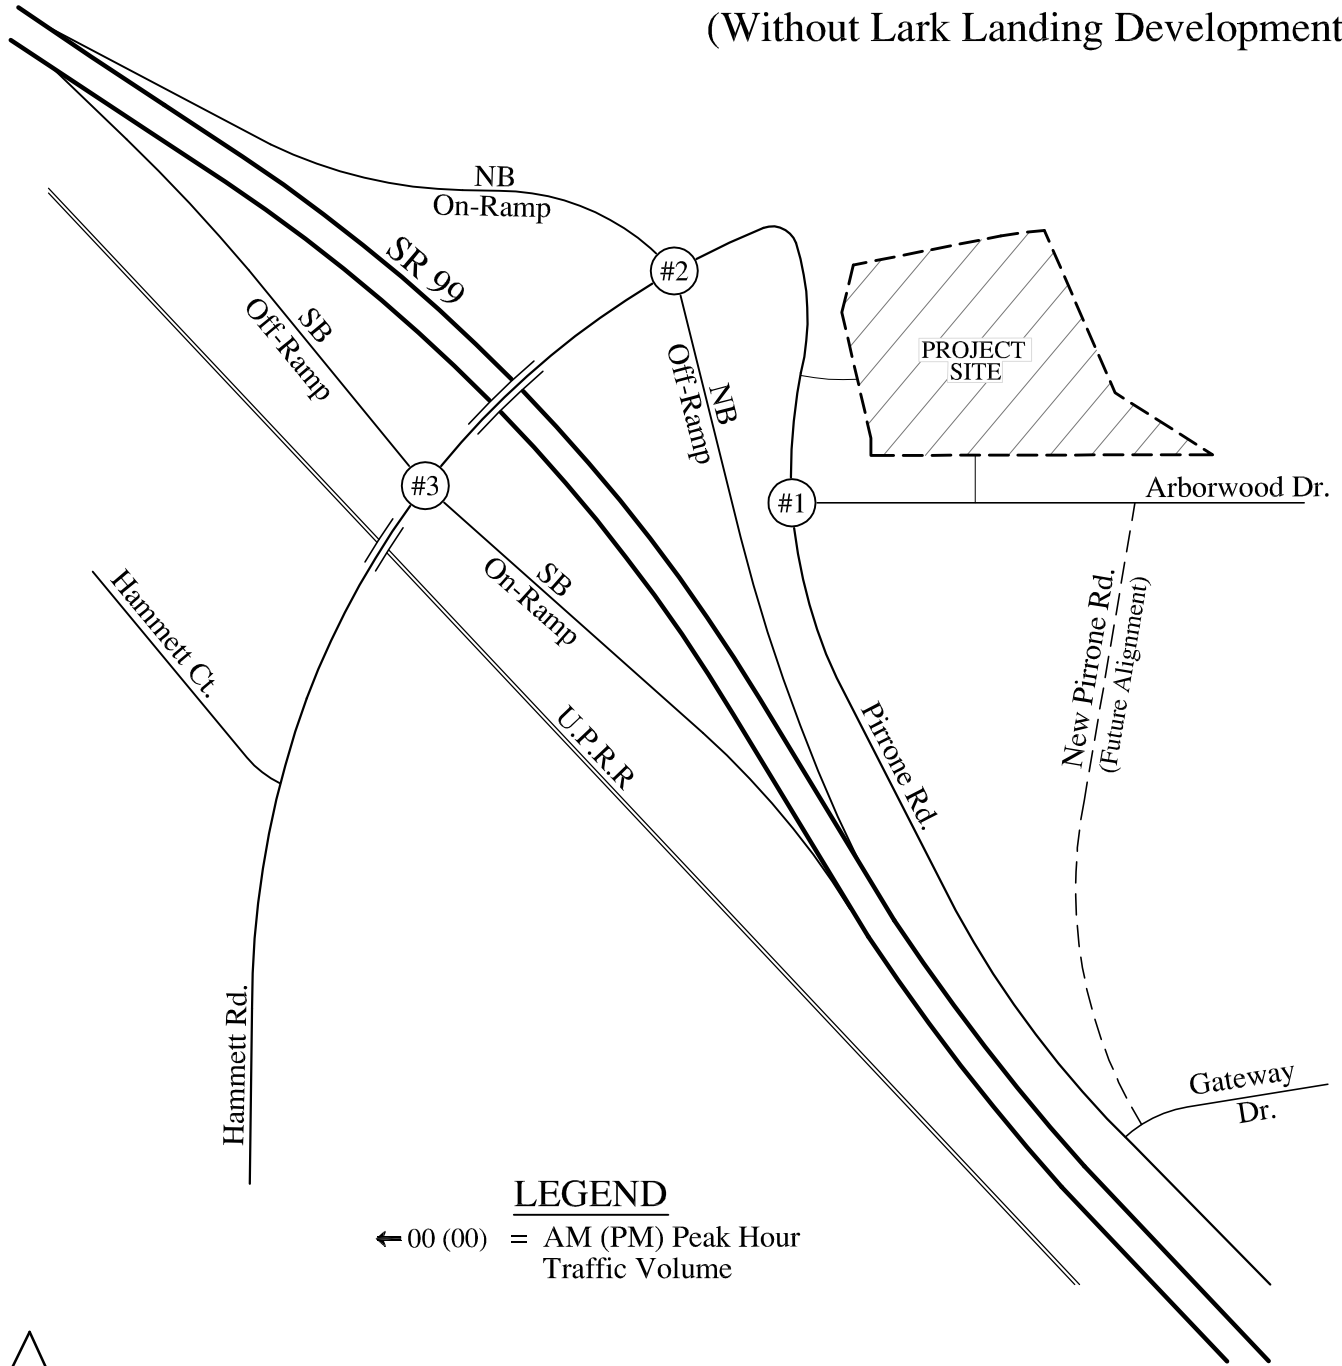 (Without Lark Landing Development
NB
On-Ramp
SR 99
#2
SB
Off-Ramp
NB
Off-Ramp
PROJECT
SITE
#3
#1
Arborwood Dr.
SB
On-Ramp
Hammett Ct.
New Pirrone Rd.
(Future Alignment)
U.P.R.R
Pirrone Rd.
Hammett Rd.
Gateway
Dr.
LEGEND
00 (00) = AM (PM) Peak Hour
Traffic Volume